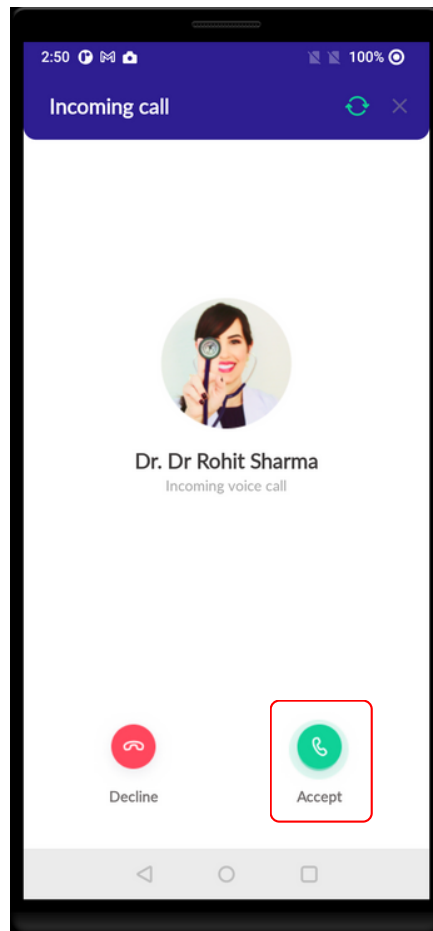 2:50 100%
Incoming call
Dr. Dr Rohit Sharma
Incoming voice call
Decline Accept